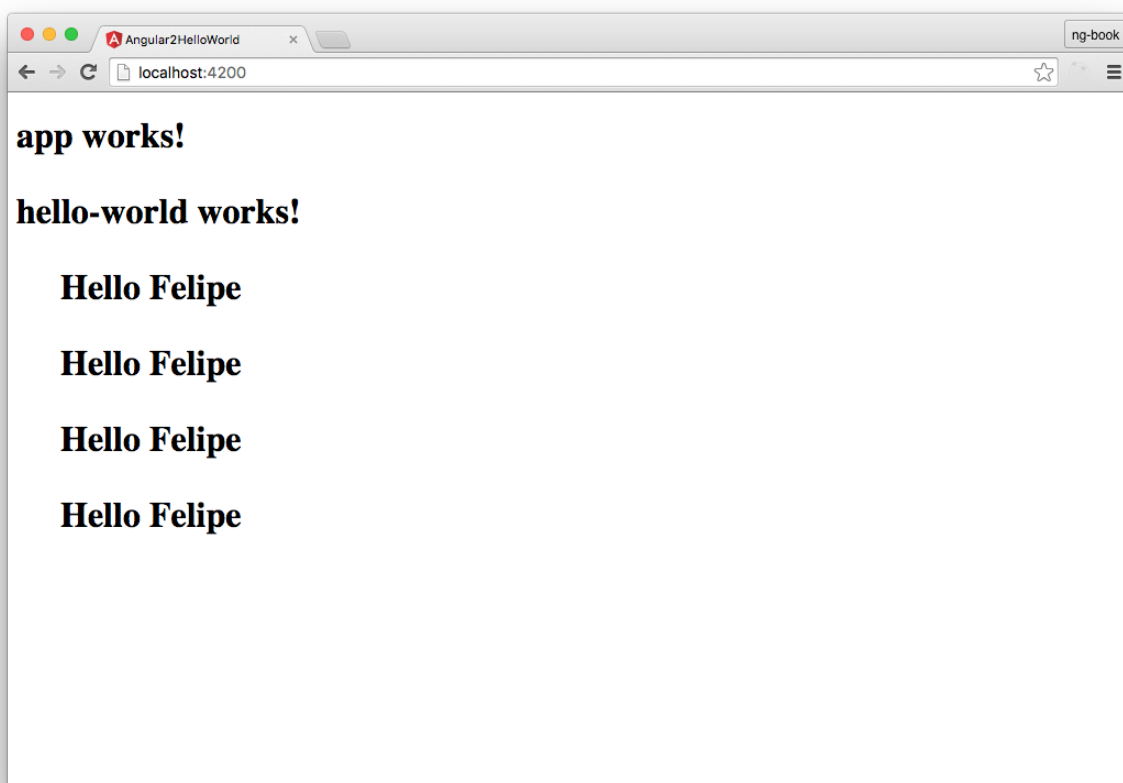 Angular2HelloWorld
ng-book
localhost:4200
app works!
hello-world works!
Hello Felipe
Hello Felipe
Hello Felipe
Hello Felipe